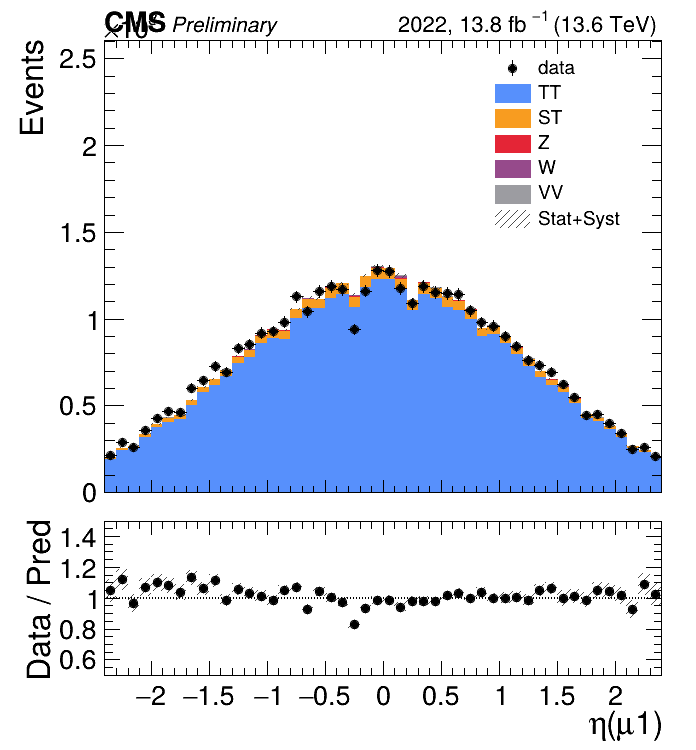 CMS Preliminary 2022, 13.8 fb⁻¹ (13.6 TeV)
Events
2.5
2
1.5
1
0.5
0
data
TT
ST
Z
W
VV
Stat+Syst
Data / Pred
1.4
1.2
1
0.8
0.6
−2 −1.5 −1 −0.5 0 0.5 1 1.5 2
η(μ1)